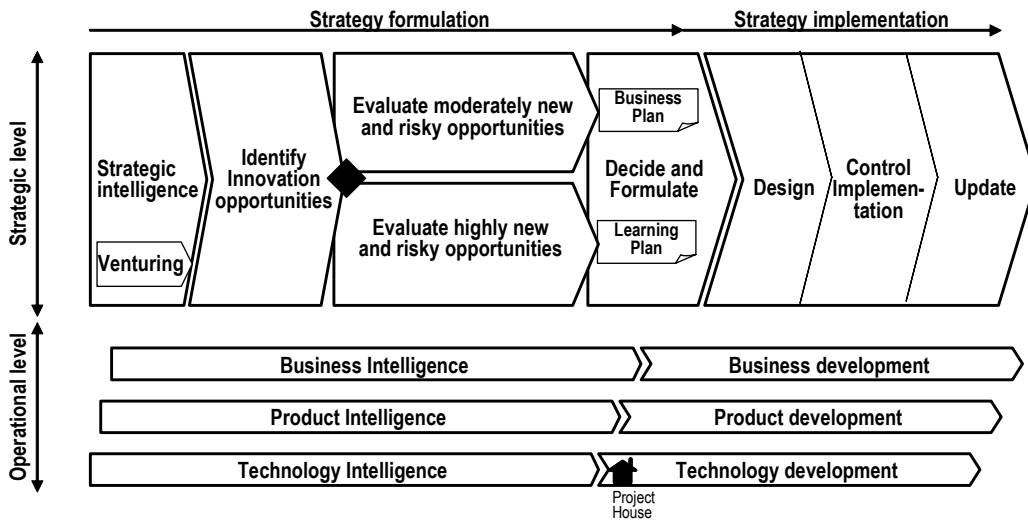 Strategy formulation
Strategy implementation
Strategic level
Strategic
intelligence
Venturing
Identify
Innovation
opportunities
Evaluate moderately new
and risky opportunities
Evaluate highly new
and risky opportunities
Business
Plan
Decide and
Formulate
Learning
Plan
Design
Control
Implemen-
tation
Update
Operational level
Business Intelligence
Business development
Product Intelligence
Product development
Technology Intelligence
Technology development
Project
House